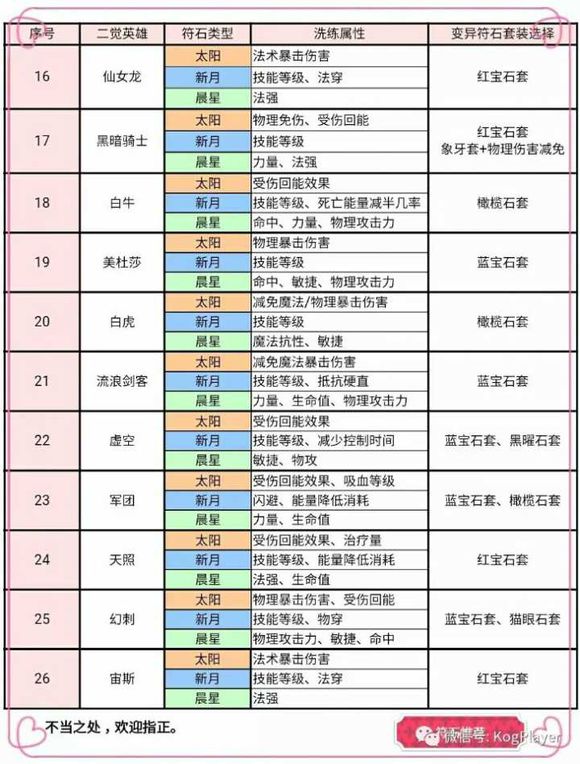 序号 二觉英雄 符石类型 洗练属性 变异符石套装选择
16 仙女龙 太阳 法术暴击伤害 红宝石套
新月 技能等级、法穿
晨星 法强
17 黑暗骑士 太阳 物理免伤、受伤回能 红宝石套
新月 技能等级 象牙套+物理伤害减免
晨星 力量、法强
18 白牛 太阳 受伤回能效果 橄榄石套
新月 技能等级、死亡能量减半几率
晨星 命中、力量、物理攻击力
19 美杜莎 太阳 物理暴击伤害 蓝宝石套
新月 技能等级
晨星 命中、敏捷、物理攻击力
20 白虎 太阳 减免魔法/物理暴击伤害 橄榄石套
新月 技能等级
晨星 魔法抗性、敏捷
21 流浪剑客 太阳 减免魔法暴击伤害 蓝宝石套
新月 技能等级、抵抗硬直
晨星 力量、生命值、物理攻击力
22 虚空 太阳 受伤回能效果 蓝宝石套、黑曜石套
新月 技能等级、减少控制时间
晨星 敏捷、物攻
23 军团 太阳 受伤回能效果、吸血等级 蓝宝石套、橄榄石套
新月 闪避、能量降低消耗
晨星 力量、生命值
24 天照 太阳 受伤回能效果、治疗量 红宝石套
新月 技能等级、能量降低消耗
晨星 法强、生命值
25 幻刺 太阳 物理暴击伤害、受伤回能 蓝宝石套、猫眼石套
新月 技能等级、物穿
晨星 物理攻击力、敏捷、命中
26 宙斯 太阳 法术暴击伤害 红宝石套
新月 技能等级、法穿
晨星 法强
不当之处，欢迎指正。
符石推荐
微信号: KogPlayer